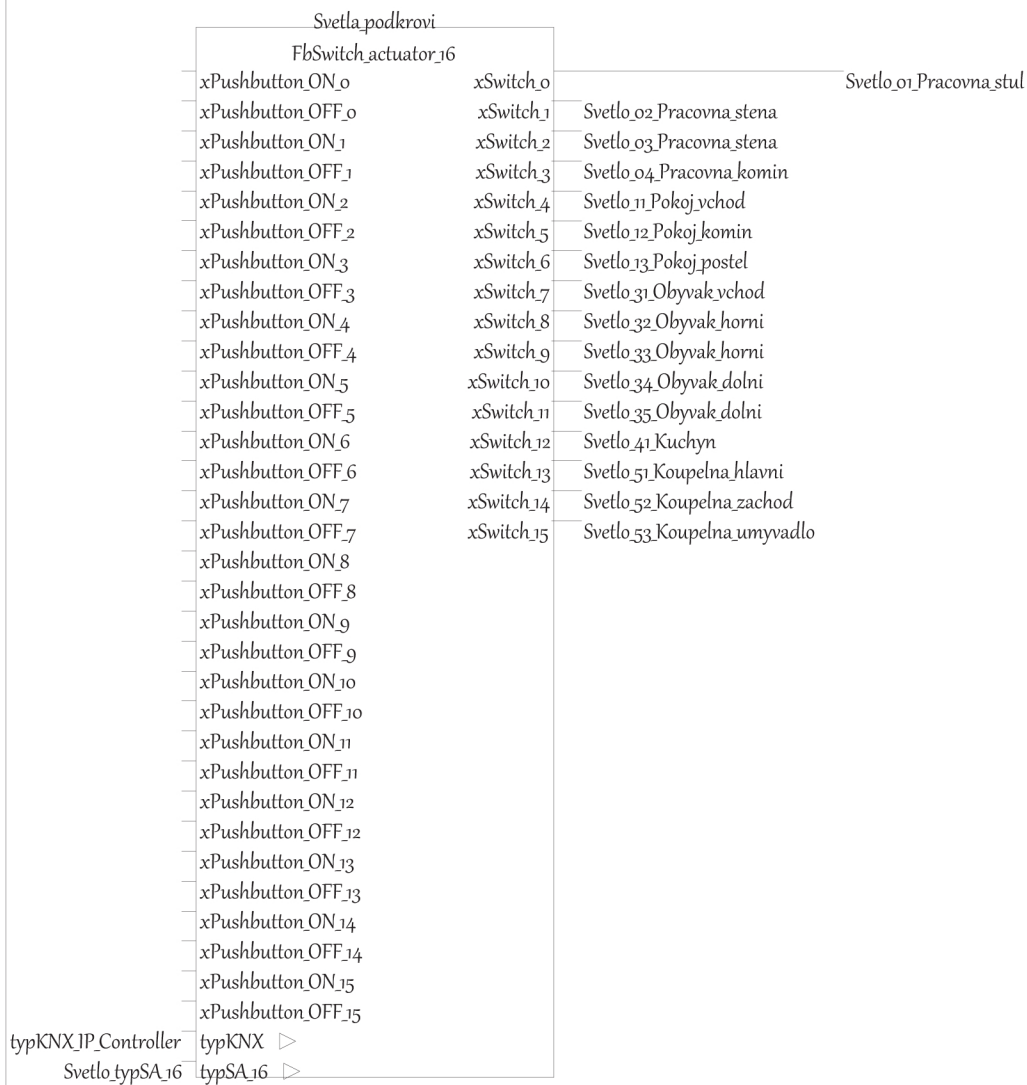 Svetla_podkrovi
FbSwitch_actuator_16
xPushbutton_ON_0 xSwitch_0 Svetlo_01_Pracovna_stul
xPushbutton_OFF_0 xSwitch_1 Svetlo_02_Pracovna_stena
xPushbutton_ON_1 xSwitch_2 Svetlo_03_Pracovna_stena
xPushbutton_OFF_1 xSwitch_3 Svetlo_04_Pracovna_komin
xPushbutton_ON_2 xSwitch_4 Svetlo_11_Pokoj_vchod
xPushbutton_OFF_2 xSwitch_5 Svetlo_12_Pokoj_komin
xPushbutton_ON_3 xSwitch_6 Svetlo_13_Pokoj_postel
xPushbutton_OFF_3 xSwitch_7 Svetlo_31_Obyvak_vchod
xPushbutton_ON_4 xSwitch_8 Svetlo_32_Obyvak_horni
xPushbutton_OFF_4 xSwitch_9 Svetlo_33_Obyvak_horni
xPushbutton_ON_5 xSwitch_10 Svetlo_34_Obyvak_dolni
xPushbutton_OFF_5 xSwitch_11 Svetlo_35_Obyvak_dolni
xPushbutton_ON_6 xSwitch_12 Svetlo_41_Kuchyn
xPushbutton_OFF_6 xSwitch_13 Svetlo_51_Koupelna_hlavni
xPushbutton_ON_7 xSwitch_14 Svetlo_52_Koupelna_zachod
xPushbutton_OFF_7 xSwitch_15 Svetlo_53_Koupelna_umyvadlo
xPushbutton_ON_8
xPushbutton_OFF_8
xPushbutton_ON_9
xPushbutton_OFF_9
xPushbutton_ON_10
xPushbutton_OFF_10
xPushbutton_ON_11
xPushbutton_OFF_11
xPushbutton_ON_12
xPushbutton_OFF_12
xPushbutton_ON_13
xPushbutton_OFF_13
xPushbutton_ON_14
xPushbutton_OFF_14
xPushbutton_ON_15
xPushbutton_OFF_15
typKNX_IP_Controller typKNX
Svetlo_typSA_16 typSA_16